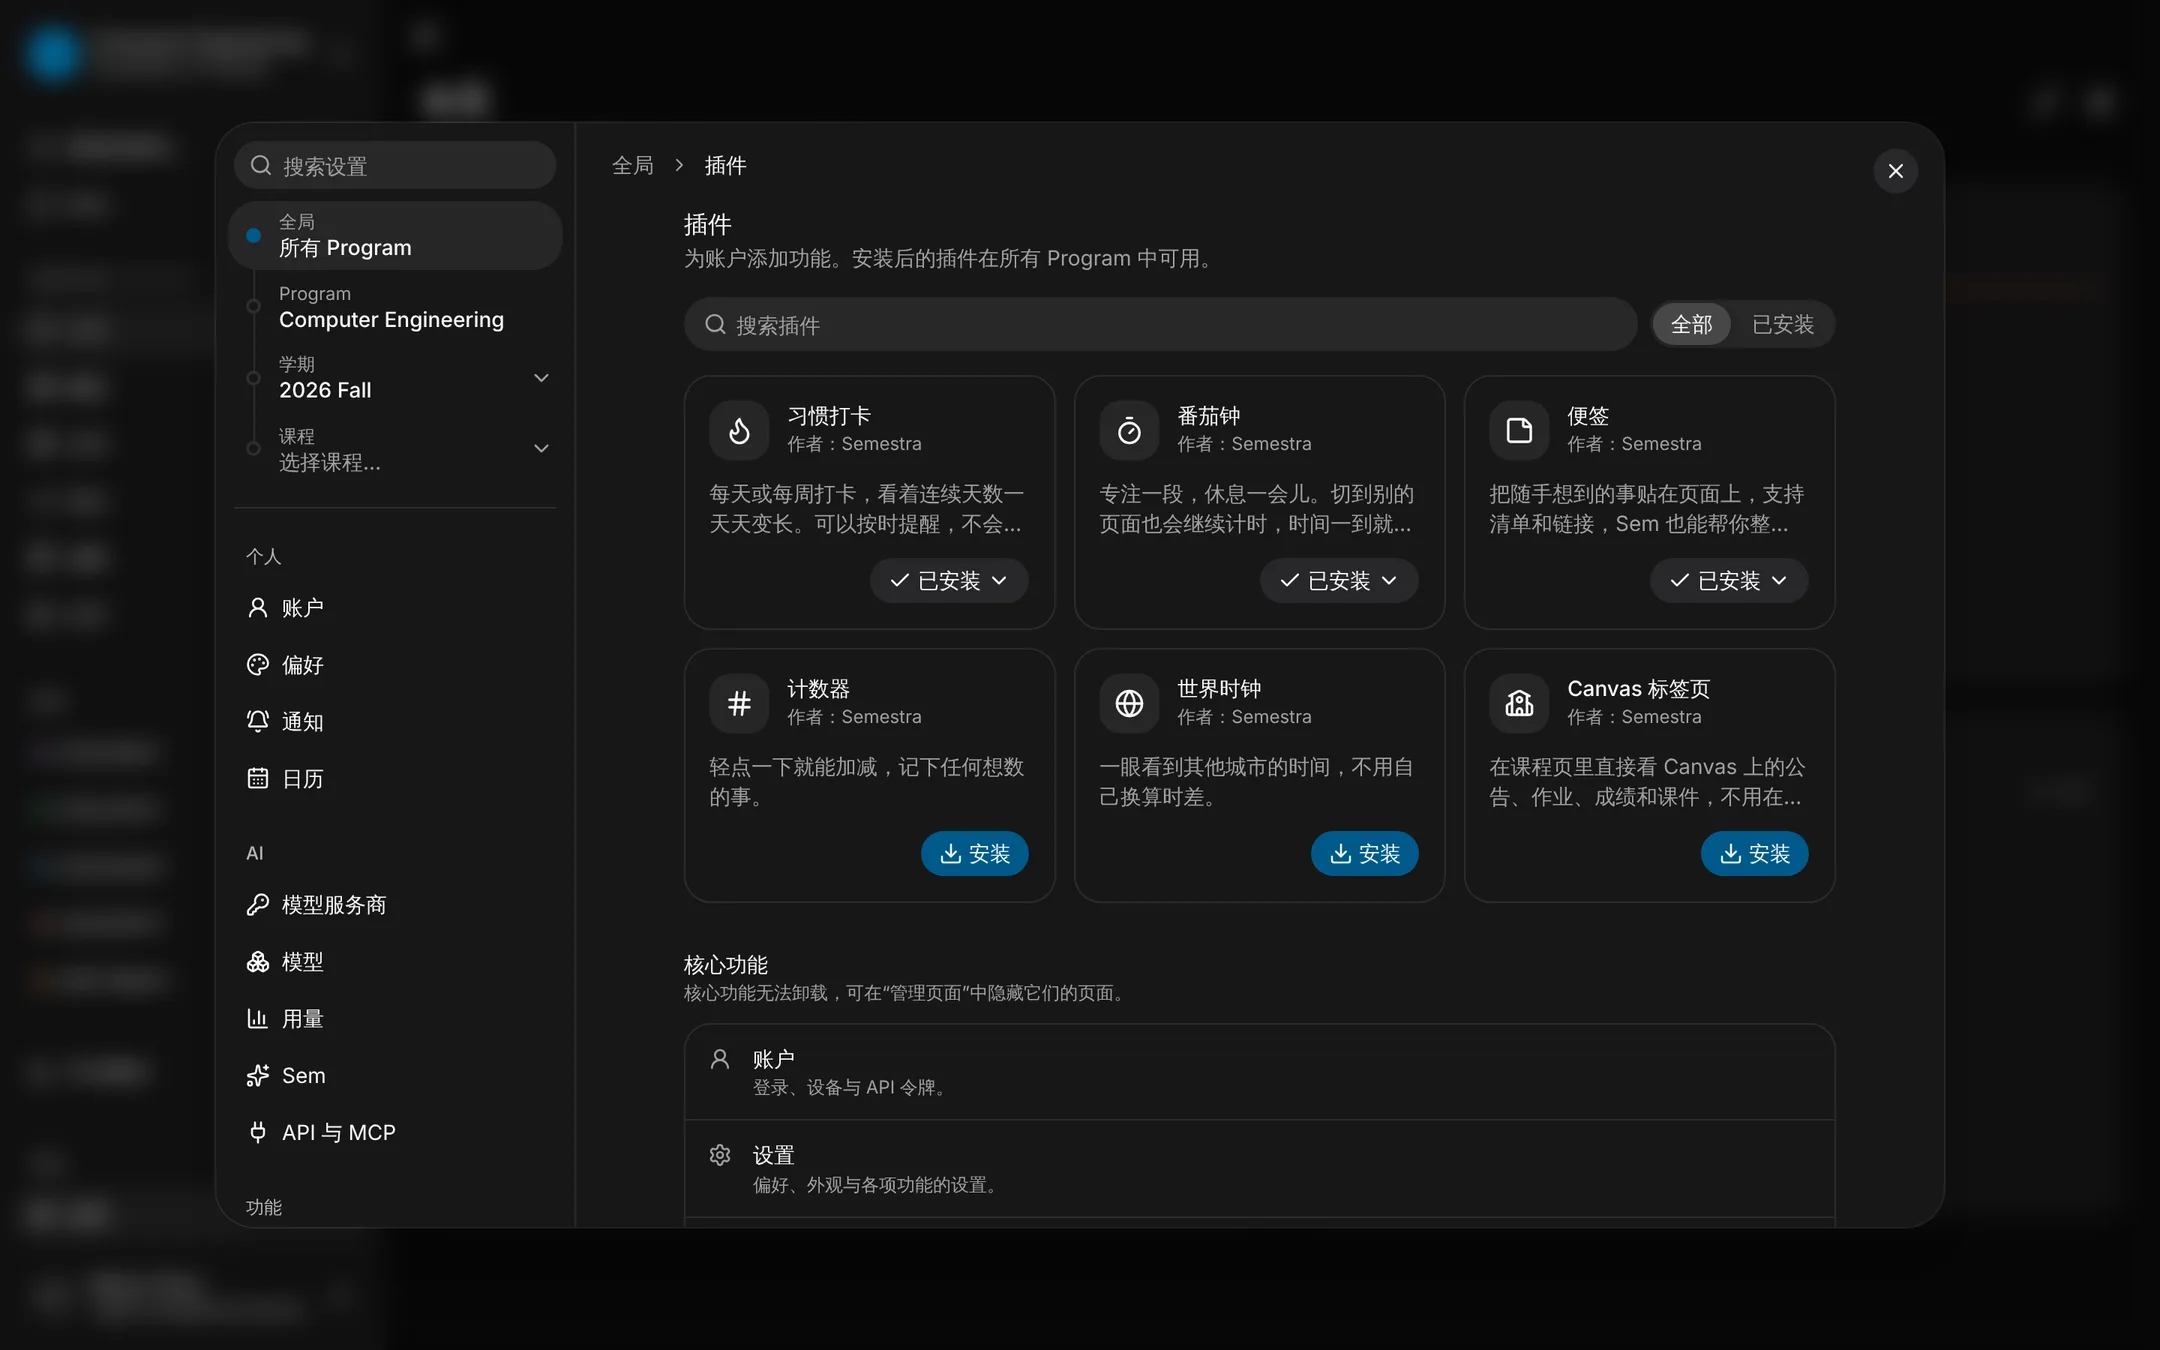 搜索设置
全局
所有 Program
Program
Computer Engineering
学期
2026 Fall
课程
选择课程...
个人
账户
偏好
通知
日历
AI
模型服务商
模型
用量
Sem
API 与 MCP
功能
全局 > 插件
插件
为账户添加功能。安装后的插件在所有 Program 中可用。
搜索插件
全部
已安装
习惯打卡
作者：Semestra
每天或每周打卡，看着连续天数一
天天变长。可以按时提醒，不会...
已安装
番茄钟
作者：Semestra
专注一段，休息一会儿。切到别的
页面也会继续计时，时间一到就...
已安装
便签
作者：Semestra
把随手想到的事贴在页面上，支持
清单和链接，Sem 也能帮你整...
已安装
计数器
作者：Semestra
轻点一下就能加减，记下任何想数
的事。
安装
世界时钟
作者：Semestra
一眼看到其他城市的时间，不用自
己换算时差。
安装
Canvas 标签页
作者：Semestra
在课程页里直接看 Canvas 上的公
告、作业、成绩和课件，不用在...
安装
核心功能
核心功能无法卸载，可在“管理页面”中隐藏它们的页面。
账户
登录、设备与 API 令牌。
设置
偏好、外观与各项功能的设置。